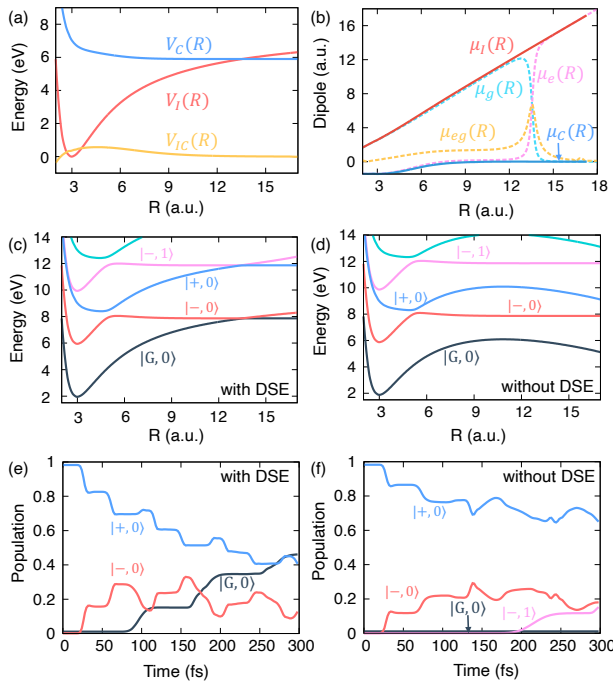 (a)
8
6
4
2
0
Energy (eV)
V_C(R)
V_I(R)
V_{IC}(R)
3 6 9 12 15
R (a.u.)
(b)
16
12
8
4
0
Dipole (a.u.)
μ_I(R)
μ_g(R)
μ_e(R)
μ_{eg}(R)
μ_C(R)
3 6 9 12 15 18
R (a.u.)
(c)
14
12
10
8
6
4
2
Energy (eV)
|−, 1⟩
|+, 0⟩
|−, 0⟩
|G, 0⟩
with DSE
3 6 9 12 15
R (a.u.)
(d)
14
12
10
8
6
4
2
Energy (eV)
|−, 1⟩
|+, 0⟩
|−, 0⟩
|G, 0⟩
without DSE
3 6 9 12 15
R (a.u.)
(e)
1
0.8
0.6
0.4
0.2
0
Population
with DSE
|+, 0⟩
|−, 0⟩
|G, 0⟩
0 50 100 150 200 250 300
Time (fs)
(f)
1
0.8
0.6
0.4
0.2
0
Population
without DSE
|+, 0⟩
|−, 0⟩
|G, 0⟩
|−, 1⟩
0 50 100 150 200 250 300
Time (fs)